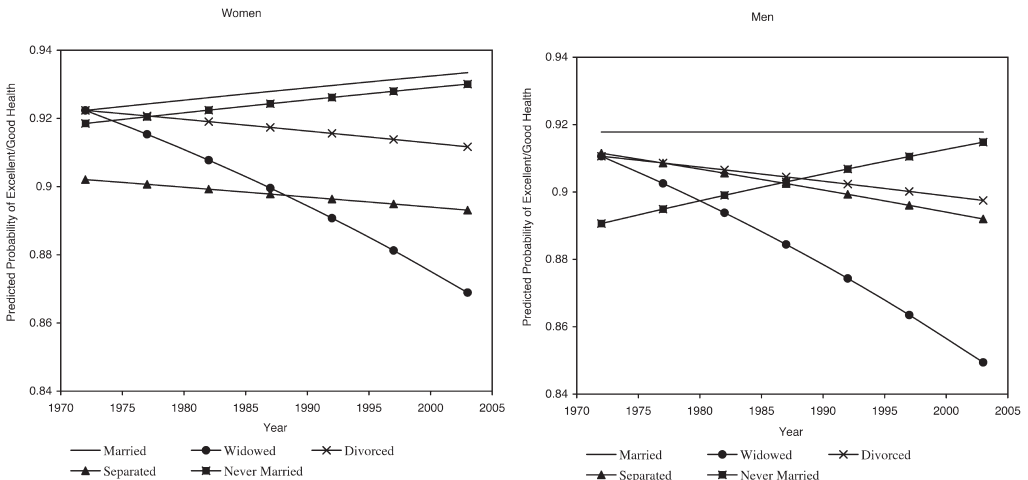 Women
Predicted Probability of Excellent/Good Health
0.94
0.92
0.9
0.88
0.86
0.84
1970 1975 1980 1985 1990 1995 2000 2005
Year
Married Widowed Divorced
Separated Never Married
Men
Predicted Probability of Excellent/Good Health
0.94
0.92
0.9
0.88
0.86
0.84
1970 1975 1980 1985 1990 1995 2000 2005
Year
Married Widowed Divorced
Separated Never Married